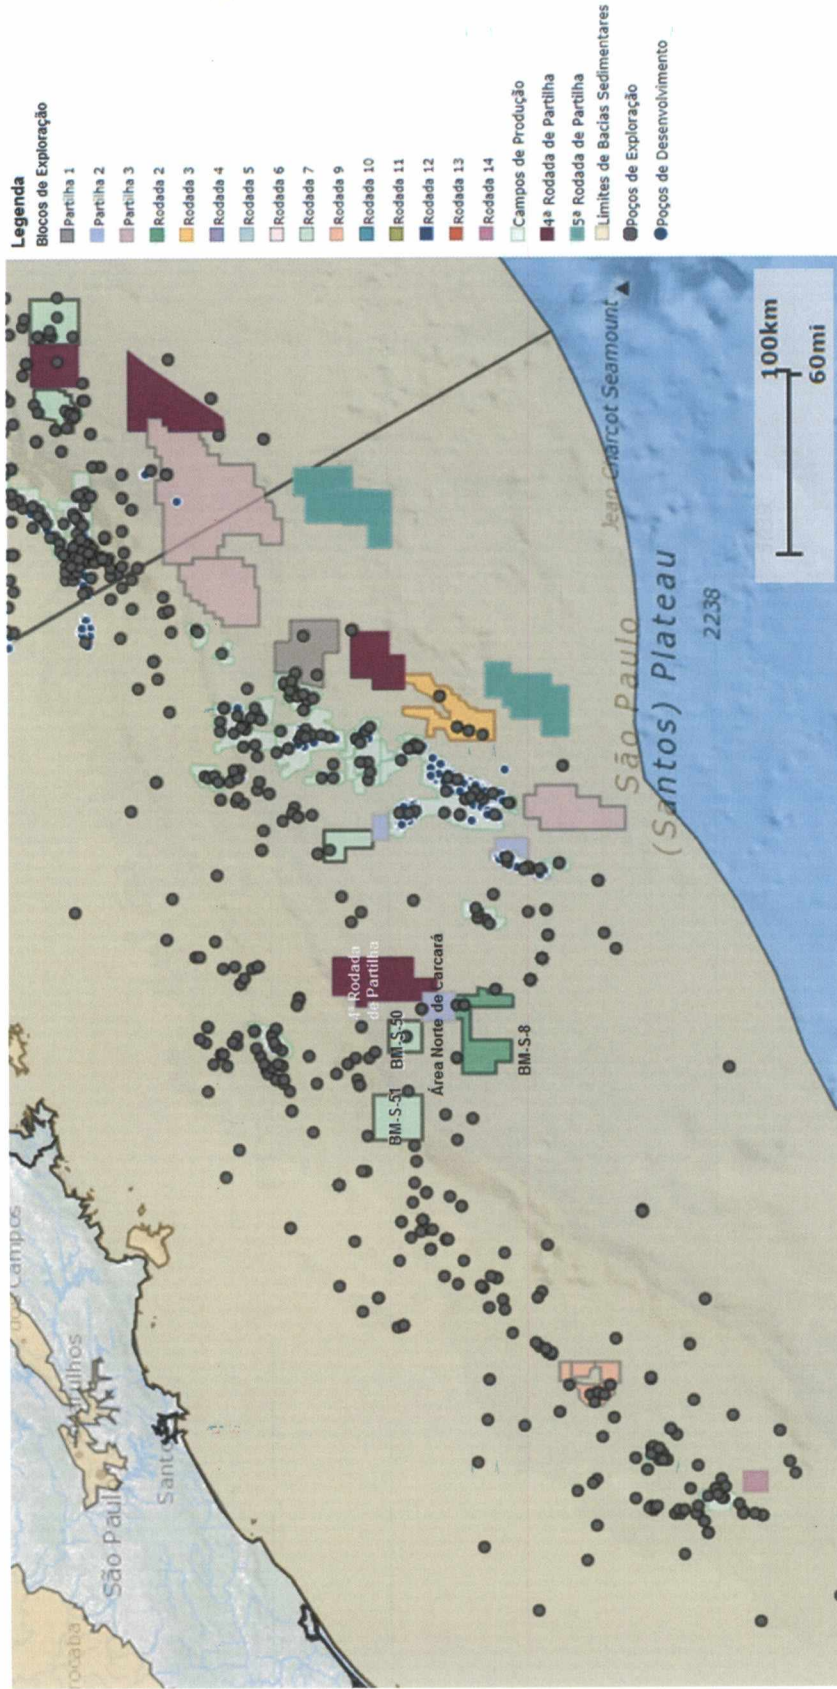 Legenda
Blocos de Exploração
Partilha 1
Partilha 2
Partilha 3
Rodada 2
Rodada 3
Rodada 4
Rodada 5
Rodada 6
Rodada 7
Rodada 9
Rodada 10
Rodada 11
Rodada 12
Rodada 13
Rodada 14
Campos de Produção
4ª Rodada de Partilha
5ª Rodada de Partilha
Limites de Bacias Sedimentares
Poços de Exploração
Poços de Desenvolvimento
Campos
São Paulo
Santos
4ª Rodada
de Partilha
BM-S-50
BM-S-51
Área Norte de Carcará
BM-S-8
Jean Charcot Seamount
São Paulo
(Santos) Plateau
2238
100km
60mi